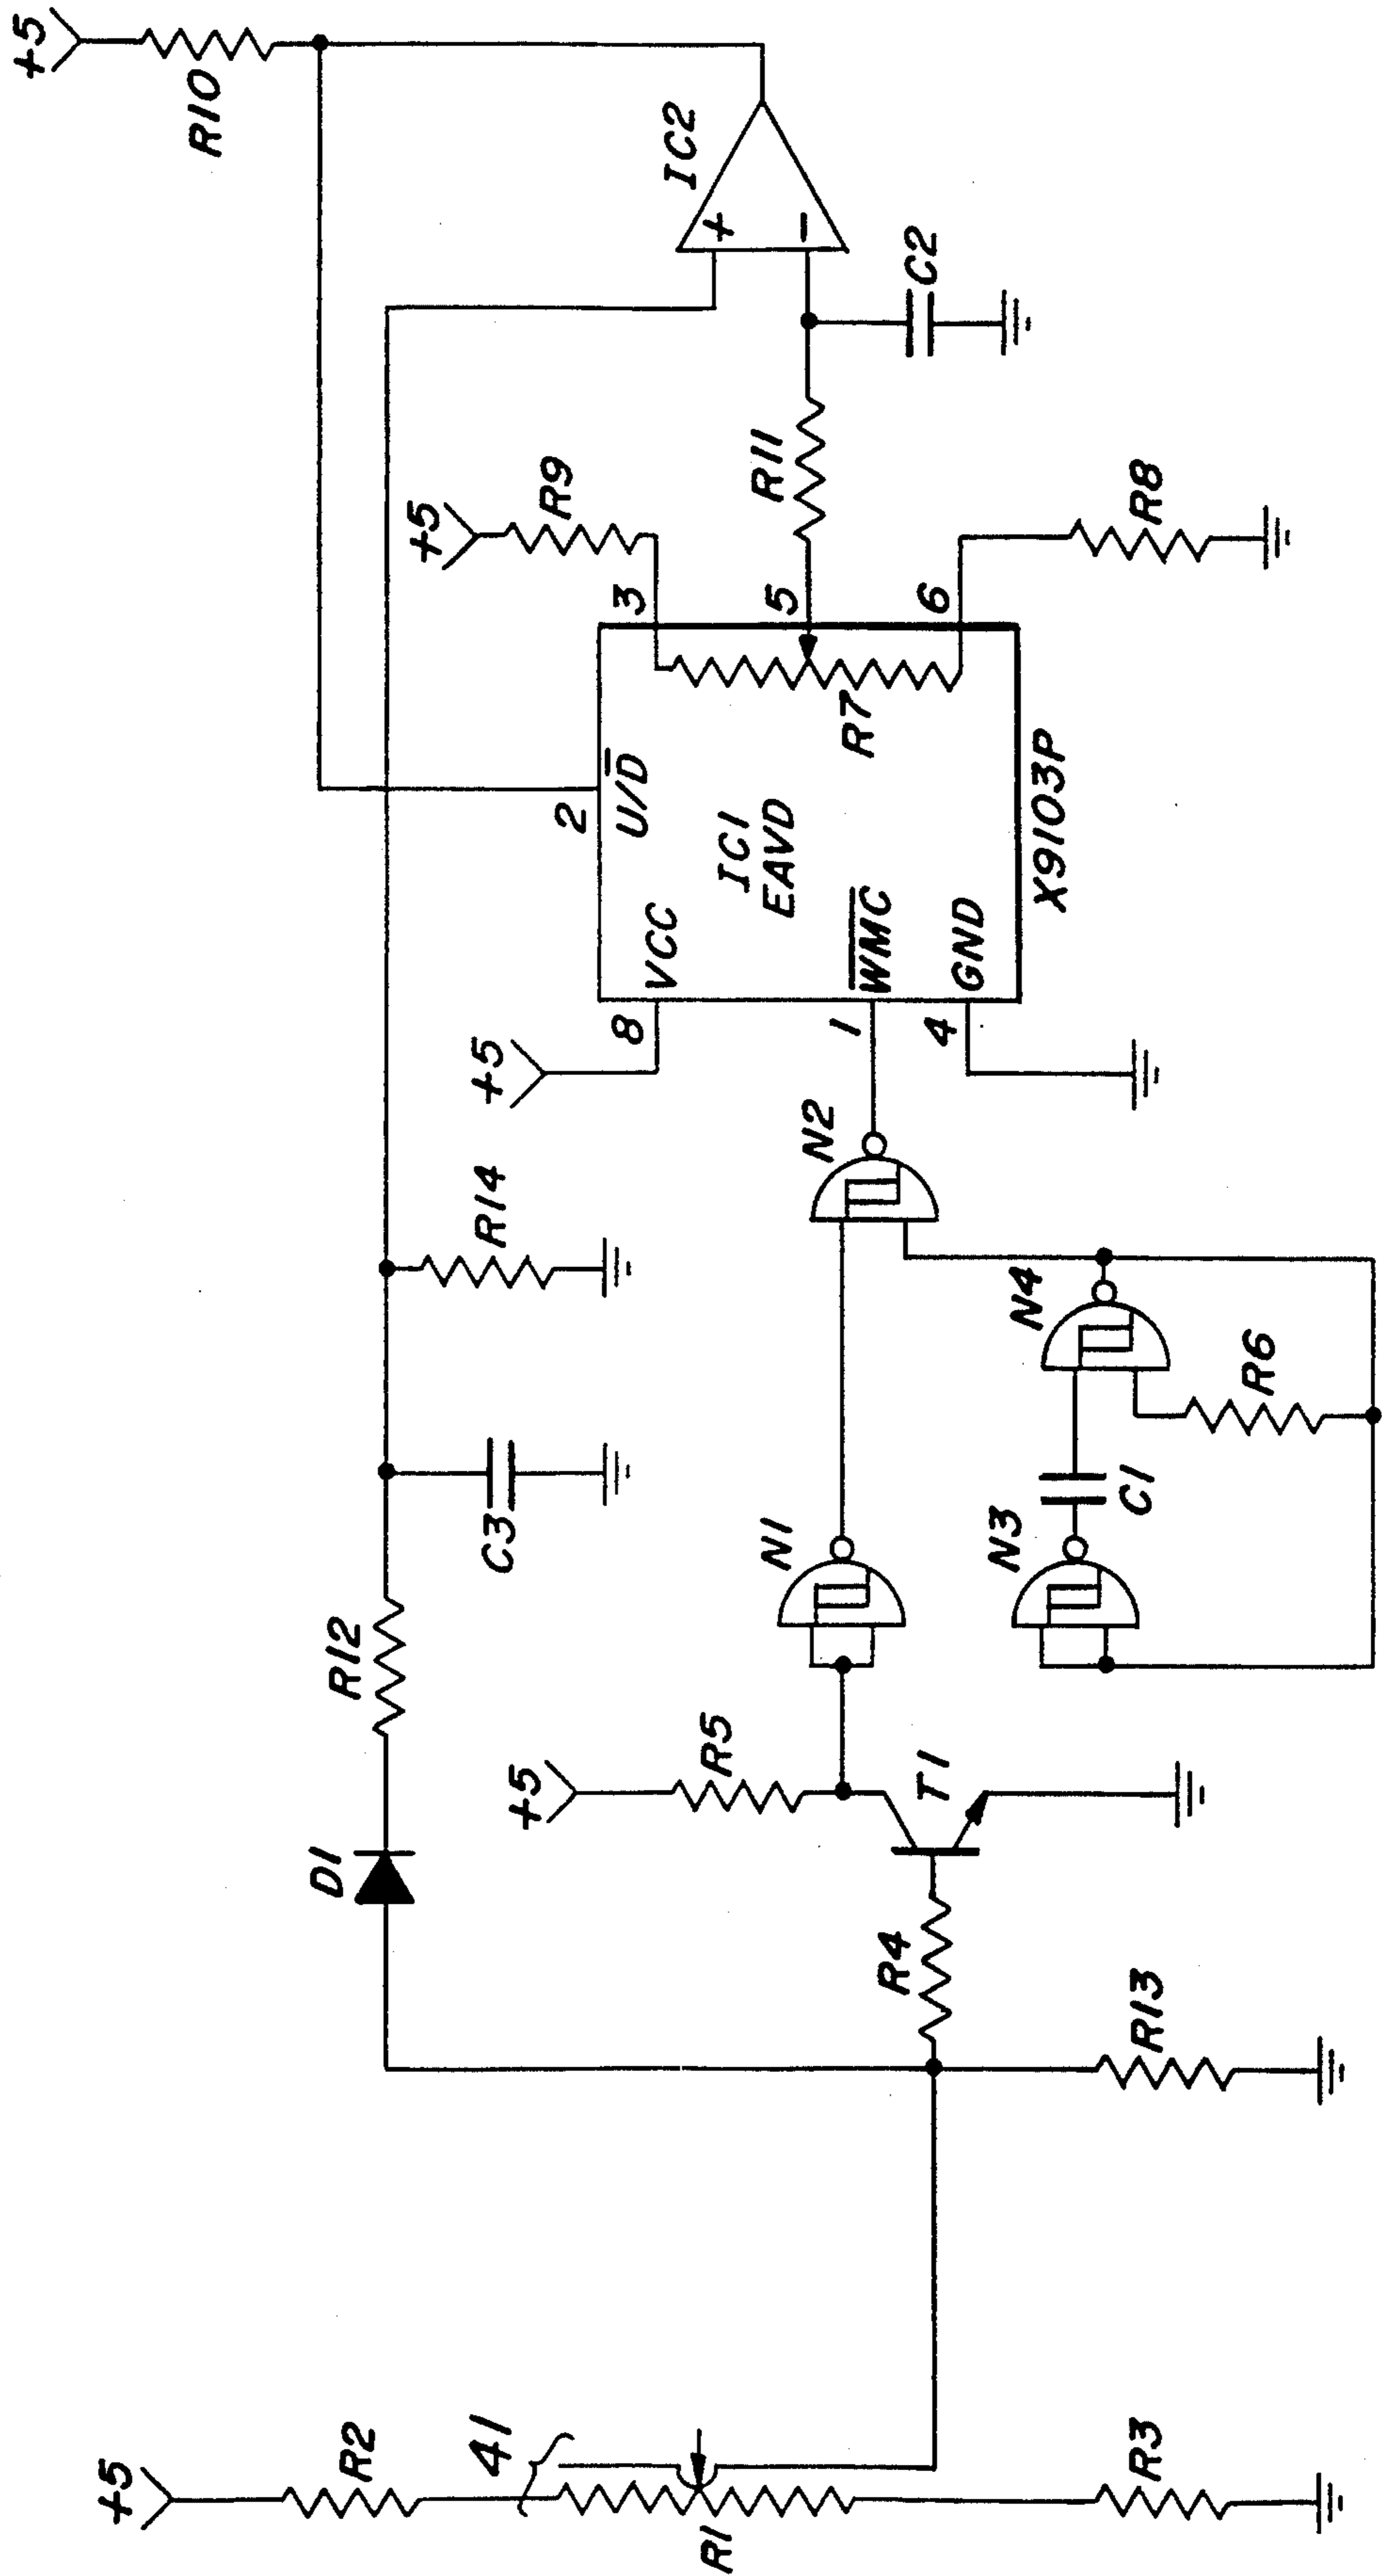 +5
R10
IC2
+
-
C2
+5
R9
R11
R8
3
5
6
2
U/D̅
R7
IC1
EAVD
VCC
W̅M̅C̅
GND
X9103P
8
1
4
+5
N2
R14
N4
R6
C3
N1
N3
C1
R12
+5
R5
T1
D1
R4
R13
+5
R2
41
R1
R3